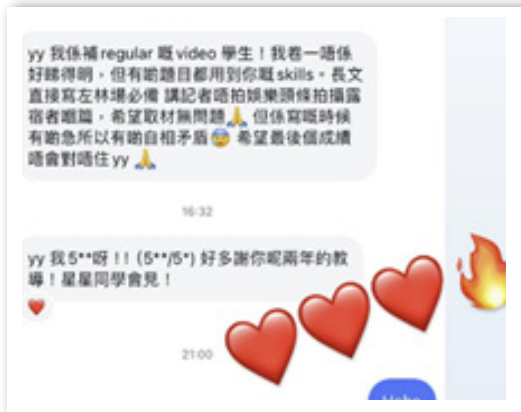 yy 我係補regular 嘅video 學生！我卷一唔係
好睇得明，但有啲題目都用到你嘅skills。長文
直接寫左林場必備 講記者唔拍娛樂頭條拍攝露
宿者嗰篇，希望取材無問題🙏 但係寫嘅時候
有啲急所以有啲自相矛盾😰 希望最後個成績
唔會對唔住yy 🙏
16:32
yy 我5**呀 !! (5**/5*) 好多謝你呢兩年的教
導！星星同學會見！
21:00